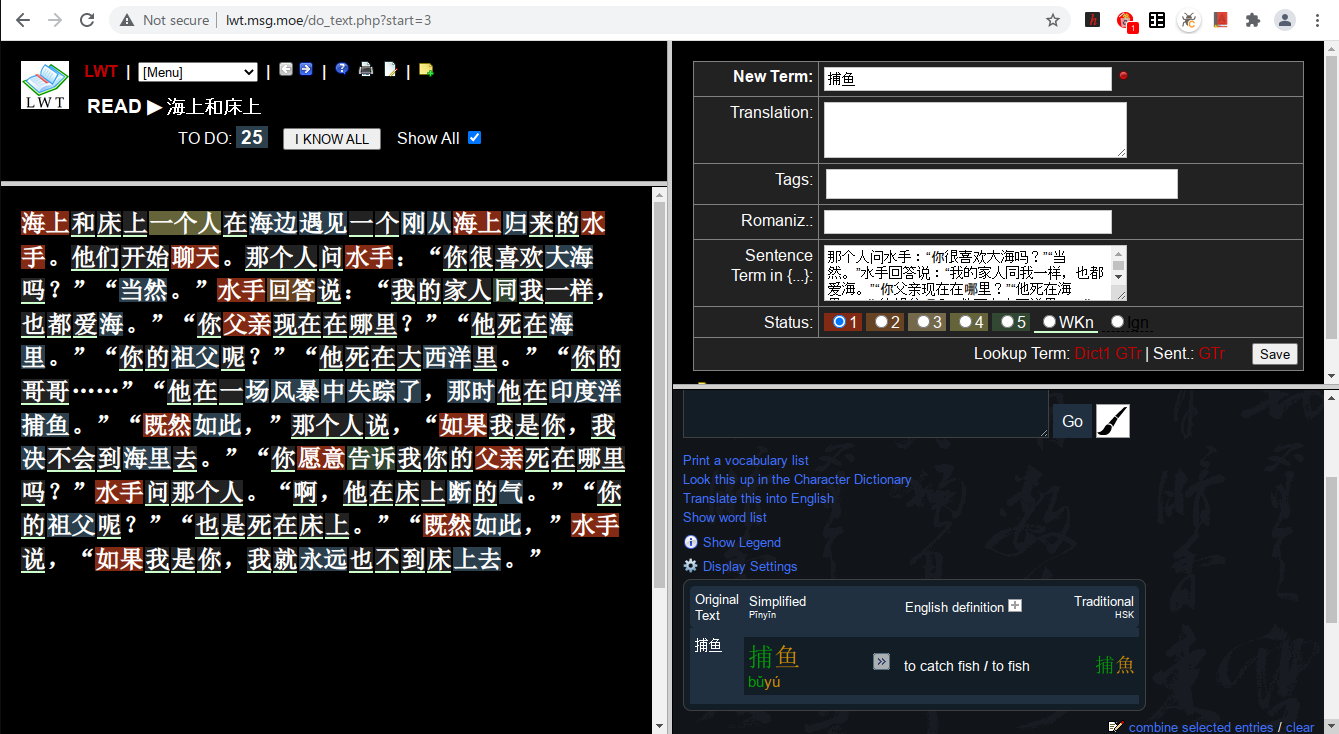 Not secure | lwt.msg.moe/do_text.php?start=3
LWT | [Menu] | | |
LWT
READ ▶ 海上和床上
TO DO: 25 I KNOW ALL Show All
海上和床上一个人在海边遇见一个刚从海上归来的水
手。他们开始聊天。那个人问水手：“你很喜欢大海
吗？”“当然。”水手回答说：“我的家人同我一样，
也都爱海。”“你父亲现在在哪里？”“他死在海
里。”“你的祖父呢？”“他死在大西洋里。”“你的
哥哥……”“他在一场风暴中失踪了，那时他在印度洋
捕鱼。”“既然如此，”那个人说，“如果我是你，我
决不会到海里去。”“你愿意告诉我你的父亲死在哪里
吗？”水手问那个人。“啊，他在床上断的气。”“你
的祖父呢？”“也是死在床上。”“既然如此，”水手
说，“如果我是你，我就永远也不到床上去。”
New Term: 捕鱼
Translation:
Tags:
Romaniz.:
Sentence
Term in {...}:
那个人问水手：“你很喜欢大海吗？”“当
然。”水手回答说：“我的家人同我一样，也都
爱海。”“你父亲现在在哪里？”“他死在海
Status: 1 2 3 4 5 WKn Ign
Lookup Term: Dict1 GTr | Sent.: GTr Save
Go
Print a vocabulary list
Look this up in the Character Dictionary
Translate this into English
Show word list
Show Legend
Display Settings
Original
Text
Simplified
Pīnyīn
English definition
Traditional
HSK
捕鱼
捕鱼
bǔyú
to catch fish / to fish
捕魚
combine selected entries / clear